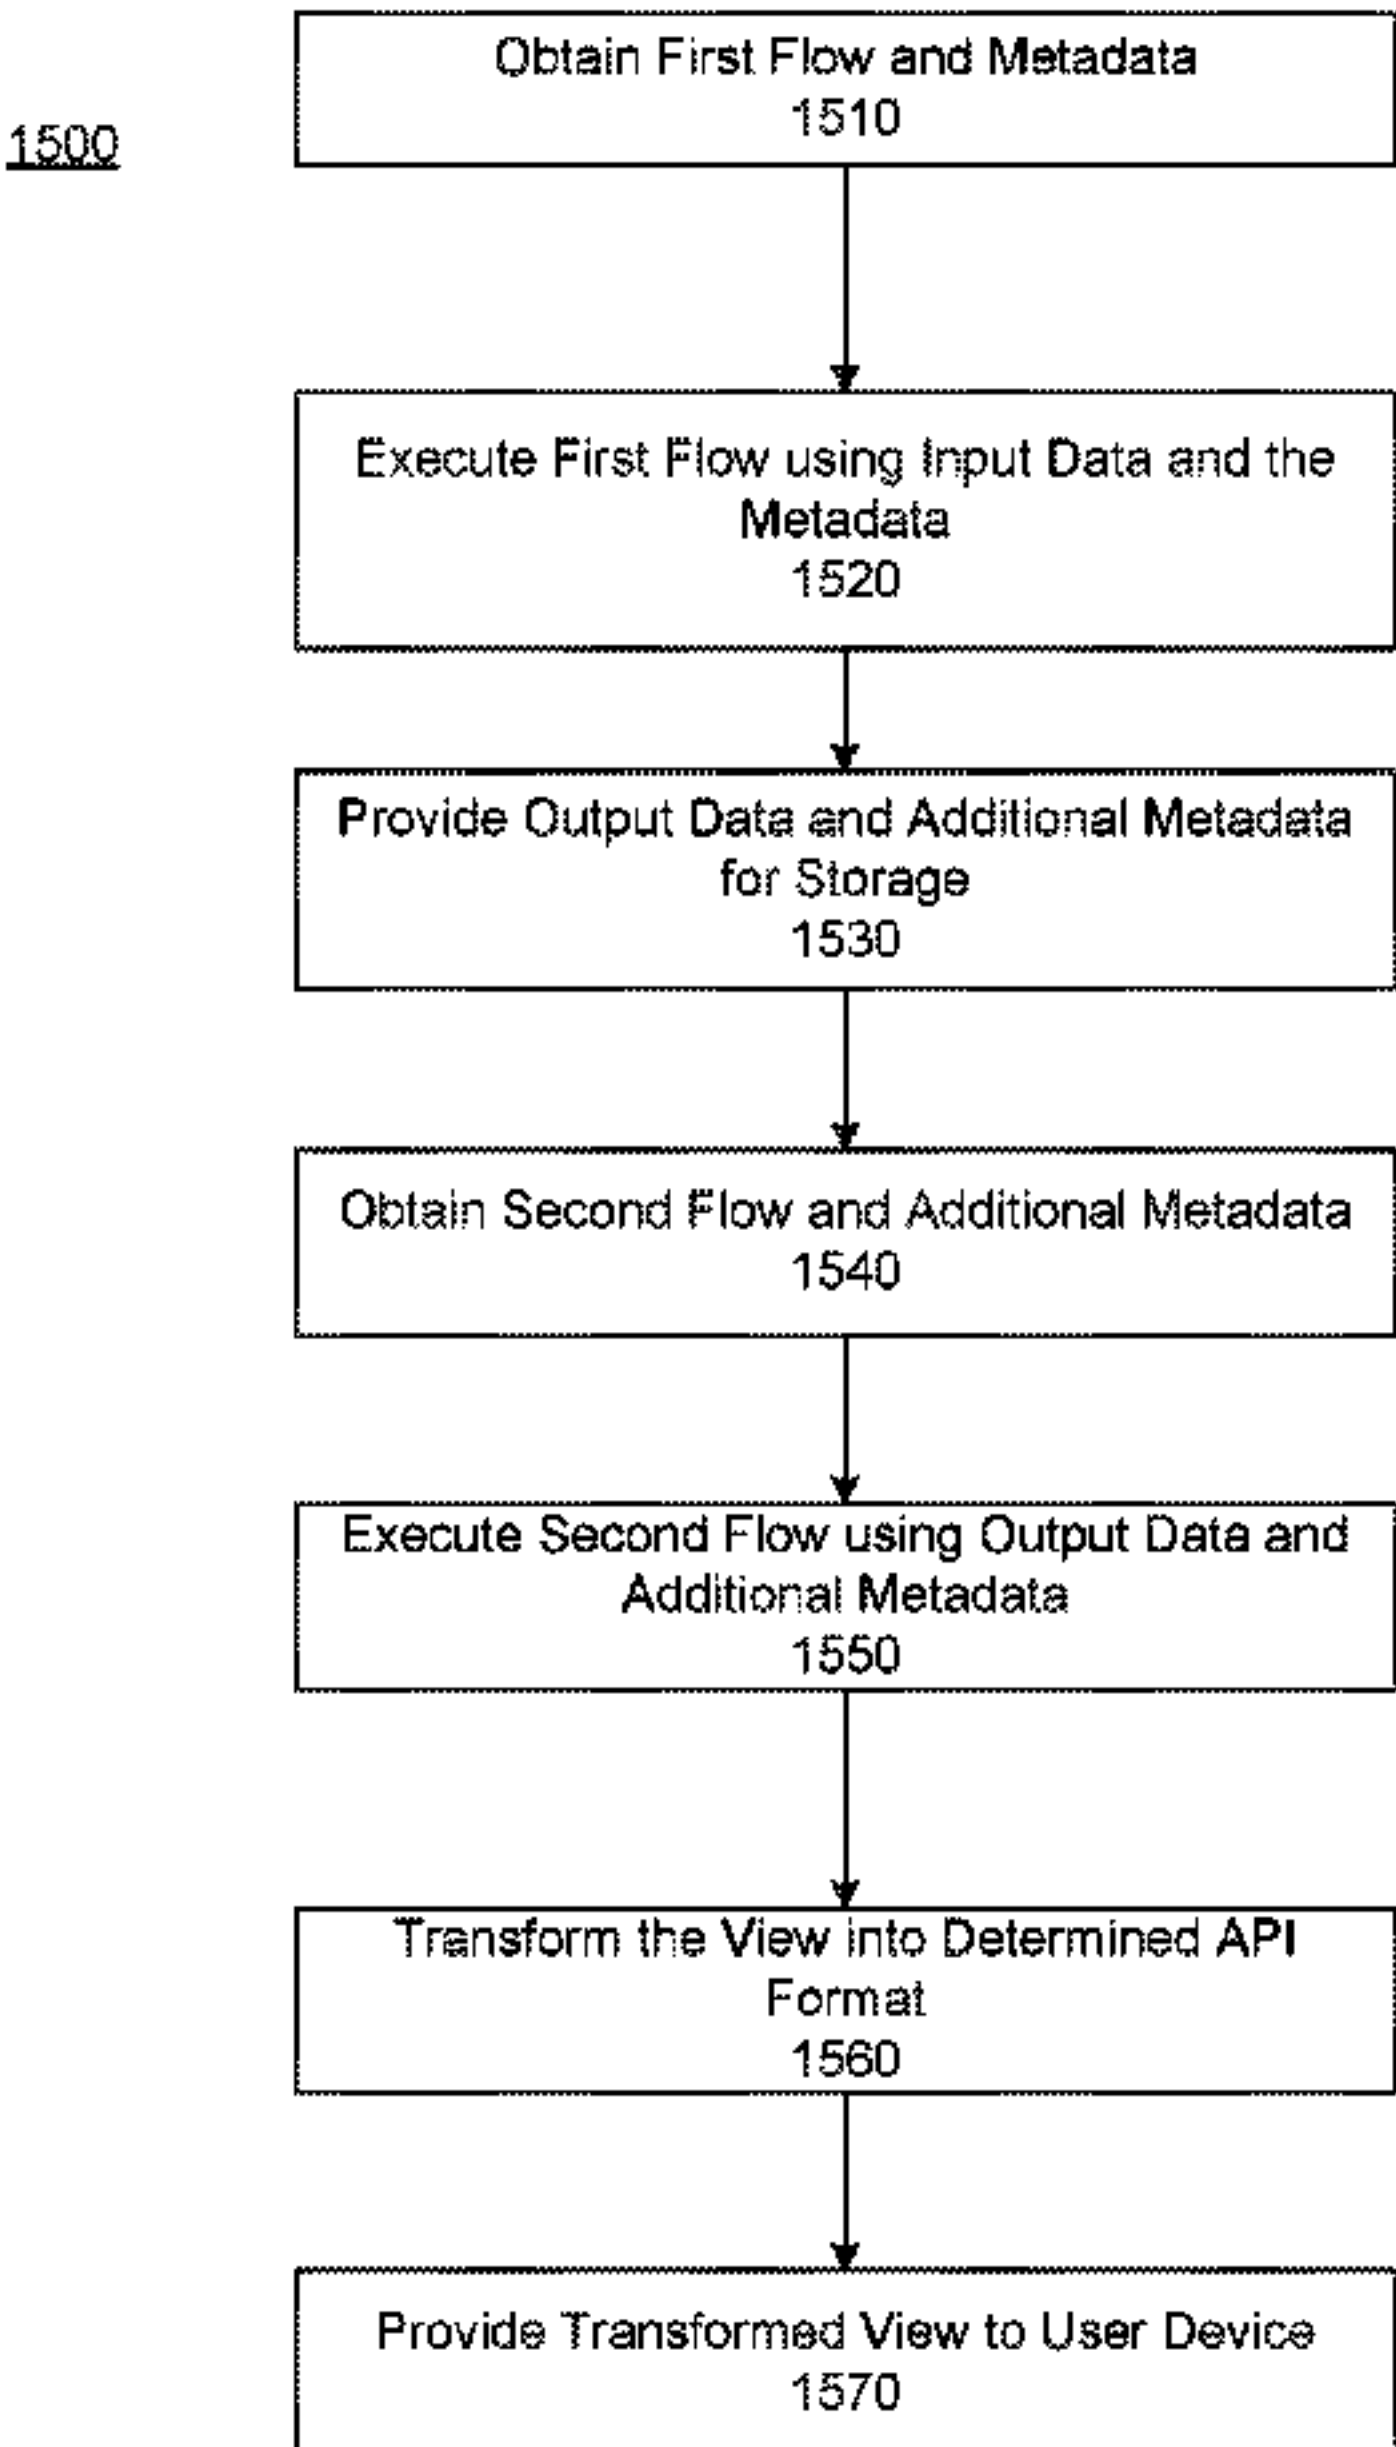 Obtain First Flow and Metadata
1510
1500
Execute First Flow using Input Data and the
Metadata
1520
Provide Output Data and Additional Metadata
for Storage
1530
Obtain Second Flow and Additional Metadata
1540
Execute Second Flow using Output Data and
Additional Metadata
1550
Transform the View into Determined API
Format
1560
Provide Transformed View to User Device
1570